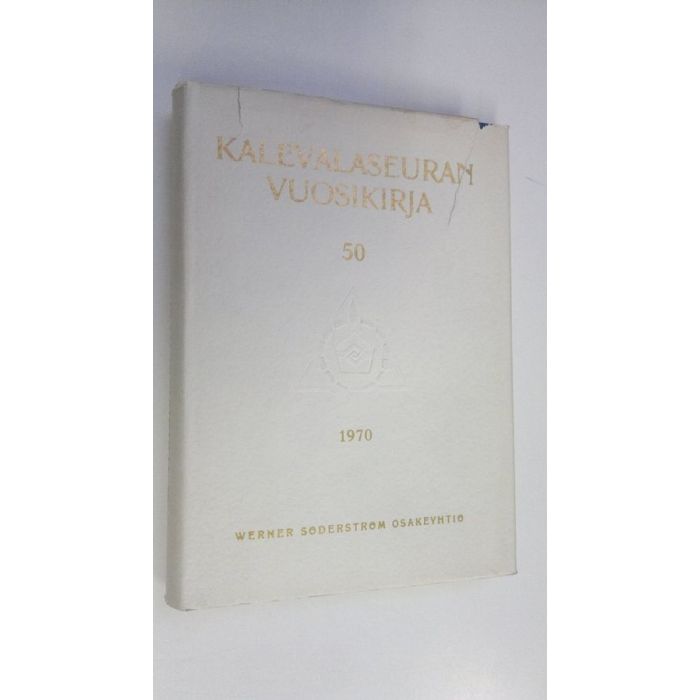 KALEVALASEURAN
VUOSIKIRJA
50
1970
WERNER SÖDERSTRÖM OSAKEYHTIÖ